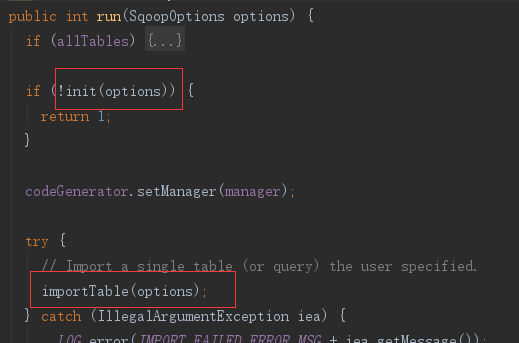 public int run(SqoopOptions options) {
if (allTables) {...}
if (!init(options)) {
return 1;
}
codeGenerator.setManager(manager);
try {
// Import a single table (or query) the user specified.
importTable(options);
} catch (IllegalArgumentException iea) {
LOG.error(IMPORT_FAILED_ERROR_MSG + iea.getMessage());